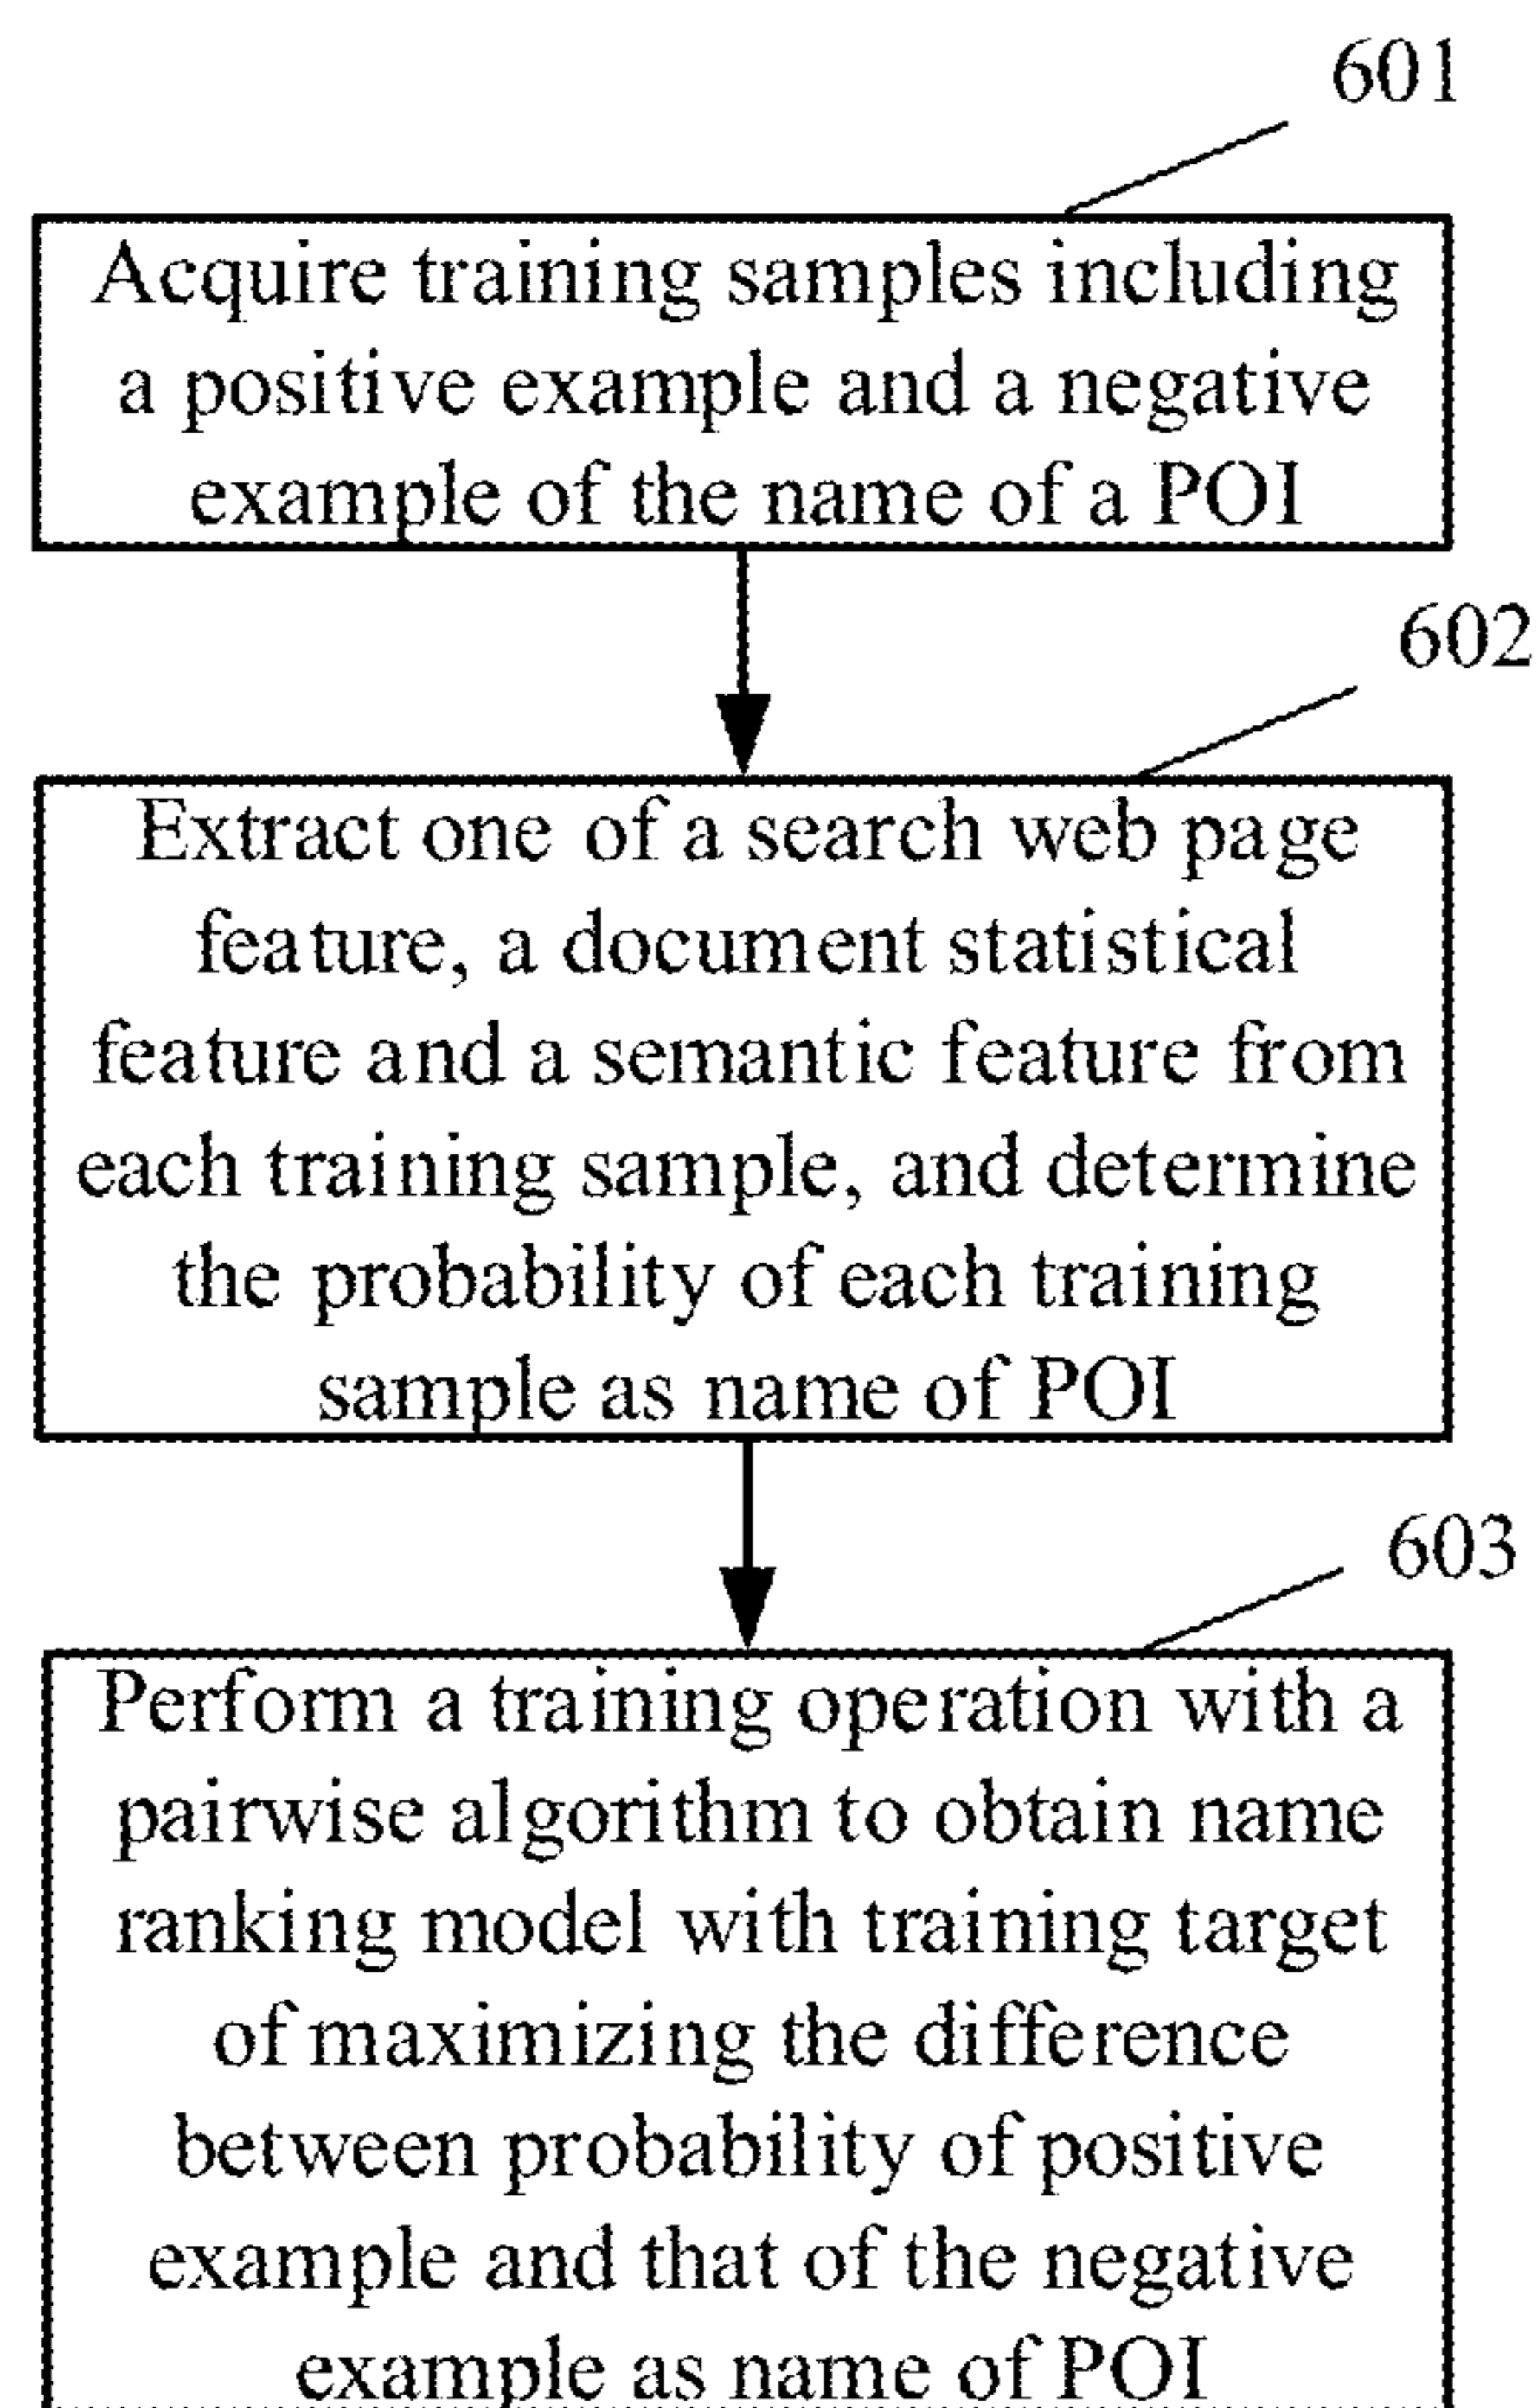 601
Acquire training samples including
a positive example and a negative
example of the name of a POI
602
Extract one of a search web page
feature, a document statistical
feature and a semantic feature from
each training sample, and determine
the probability of each training
sample as name of POI
603
Perform a training operation with a
pairwise algorithm to obtain name
ranking model with training target
of maximizing the difference
between probability of positive
example and that of the negative
example as name of POI